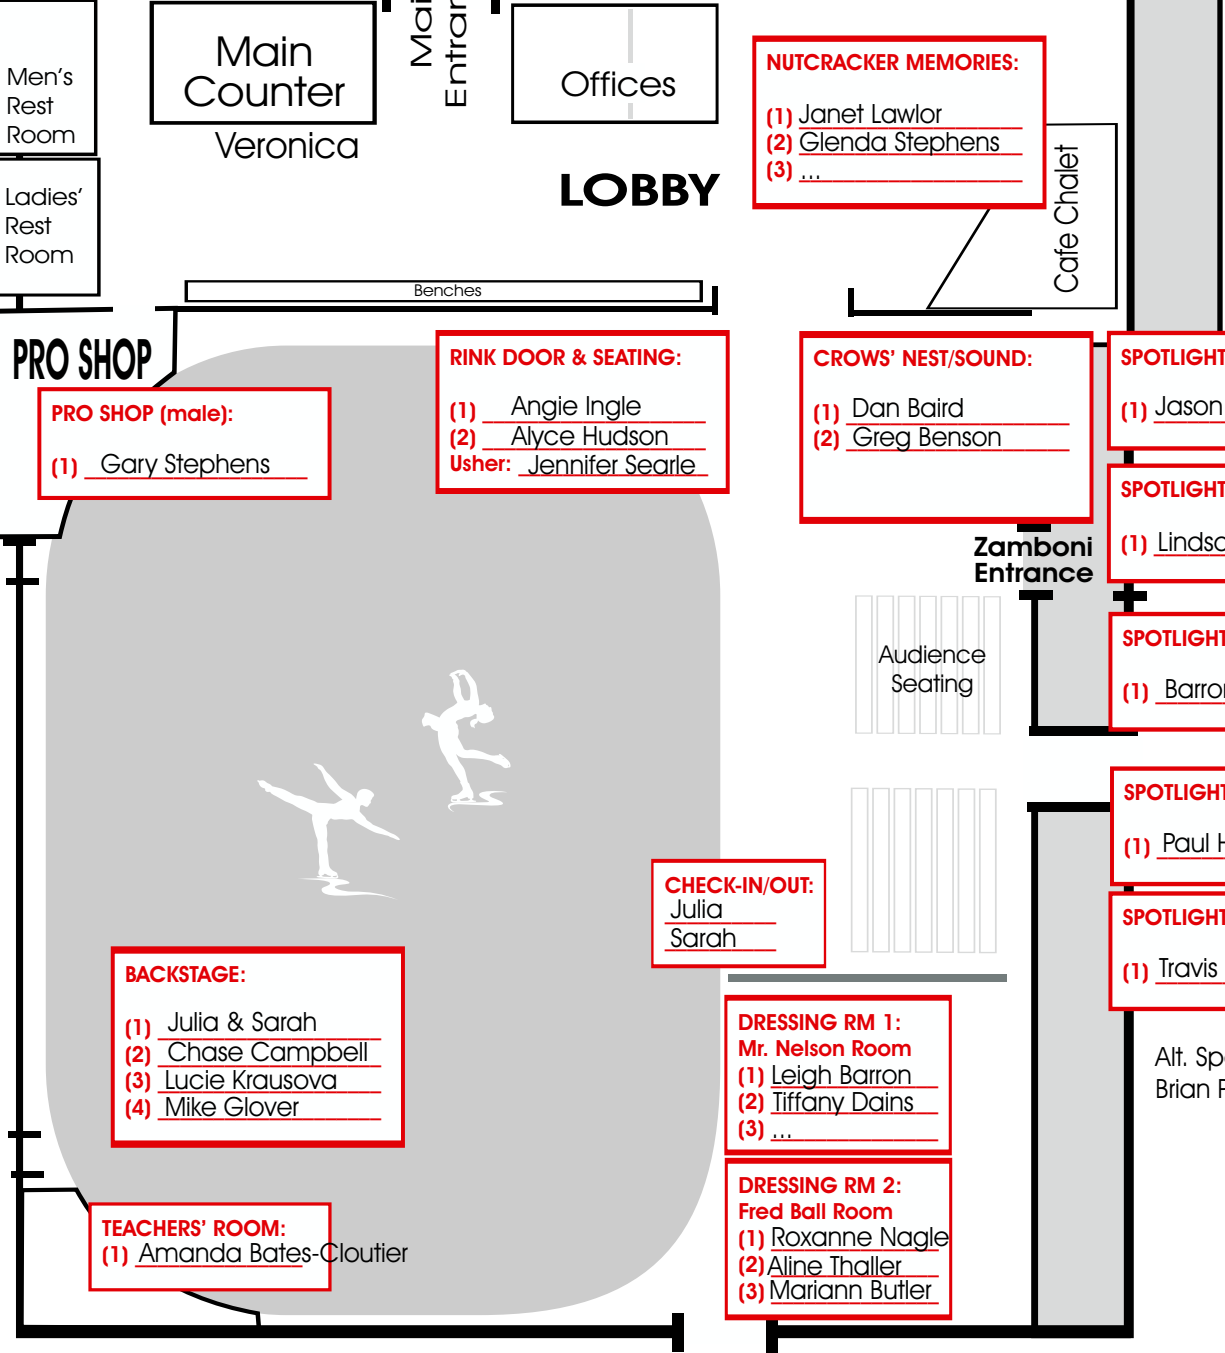 Men's
Rest
Room
Ladies'
Rest
Room
Main
Counter
Veronica
Offices
LOBBY
NUTCRACKER MEMORIES:
(1) Janet Lawlor
(2) Glenda Stephens
(3) ...
Cafe Chalet
Benches
PRO SHOP
PRO SHOP (male):
(1) Gary Stephens
RINK DOOR & SEATING:
(1) Angie Ingle
(2) Alyce Hudson
Usher: Jennifer Searle
CROWS' NEST/SOUND:
(1) Dan Baird
(2) Greg Benson
SPOTLIGHT
(1) Jason
SPOTLIGHT
(1)
Zamboni
Entrance
SPOTLIGHT
(1)
Audience
Seating
SPOTLIGHT
(1) Paul
CHECK-IN/OUT:
Julia
Sarah
SPOTLIGHT
(1) Travis
BACKSTAGE:
(1) Julia & Sarah
(2) Chase Campbell
(3) Lucie Krausova
(4) Mike Glover
DRESSING RM 1:
Mr. Nelson Room
(1) Leigh Barron
(2) Tiffany Dains
(3) ...
Alt.
Brian
DRESSING RM 2:
Fred Ball Room
(1) Roxanne Nagle
(2) Aline Thaller
(3) Mariann Butler
TEACHERS' ROOM:
(1) Amanda Bates-Cloutier